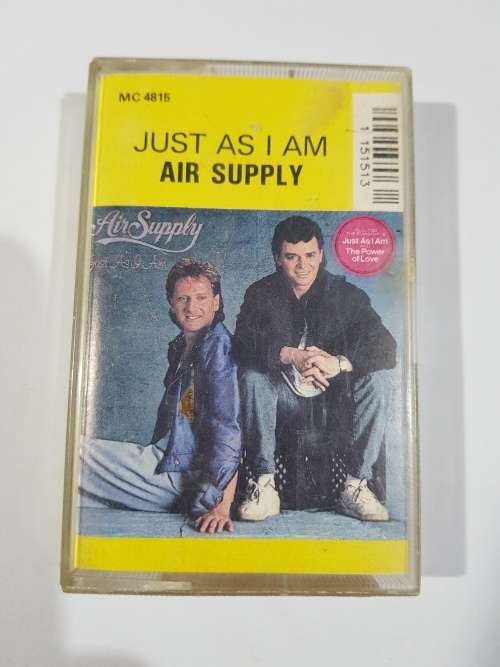 MC 4815
JUST AS I AM
AIR SUPPLY
1 151513
Air Supply
Just As I Am
Just As I Am
The Power
of Love